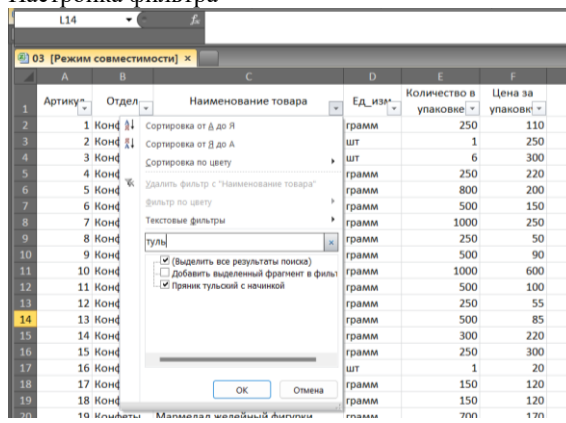 Настройка фильтра
L14 fx
03 [Режим совместимости] ×
A B C D E F
1 Артикул Отдел Наименование товара Ед_изм Количество в упаковке Цена за упаковку
2 1 Конф грамм 250 110
3 2 Конф шт 1 250
4 3 Конф шт 6 300
5 4 Конф грамм 250 220
6 5 Конф грамм 800 200
7 6 Конф грамм 500 150
8 7 Конф грамм 1000 250
9 8 Конф грамм 250 50
10 9 Конф грамм 500 90
11 10 Конф грамм 1000 600
12 11 Конф грамм 500 100
13 12 Конф грамм 250 55
14 13 Конф грамм 500 85
15 14 Конф грамм 300 220
16 15 Конф грамм 250 300
17 16 Конф шт 1 20
18 17 Конф грамм 150 120
19 18 Конф грамм 150 120
20 19 Конфеты Мармелад желейный фигурки грамм 700 170
Сортировка от А до Я
Сортировка от Я до А
Сортировка по цвету
Удалить фильтр с "Наименование товара"
Фильтр по цвету
Текстовые фильтры
туль
(Выделить все результаты поиска)
Добавить выделенный фрагмент в фильт
Пряник тульский с начинкой
ОК Отмена